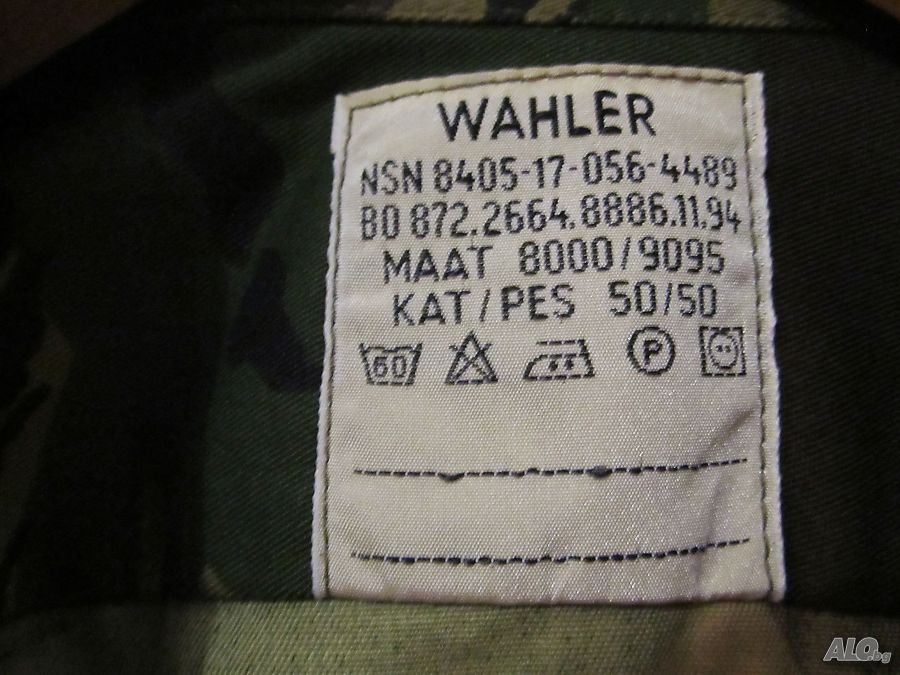 WAHLER
NSN 8405-17-056-4489
BO 872.2664.8886.11.94
MAAT 8000/9095
KAT/PES 50/50
60 P
ALO.bg